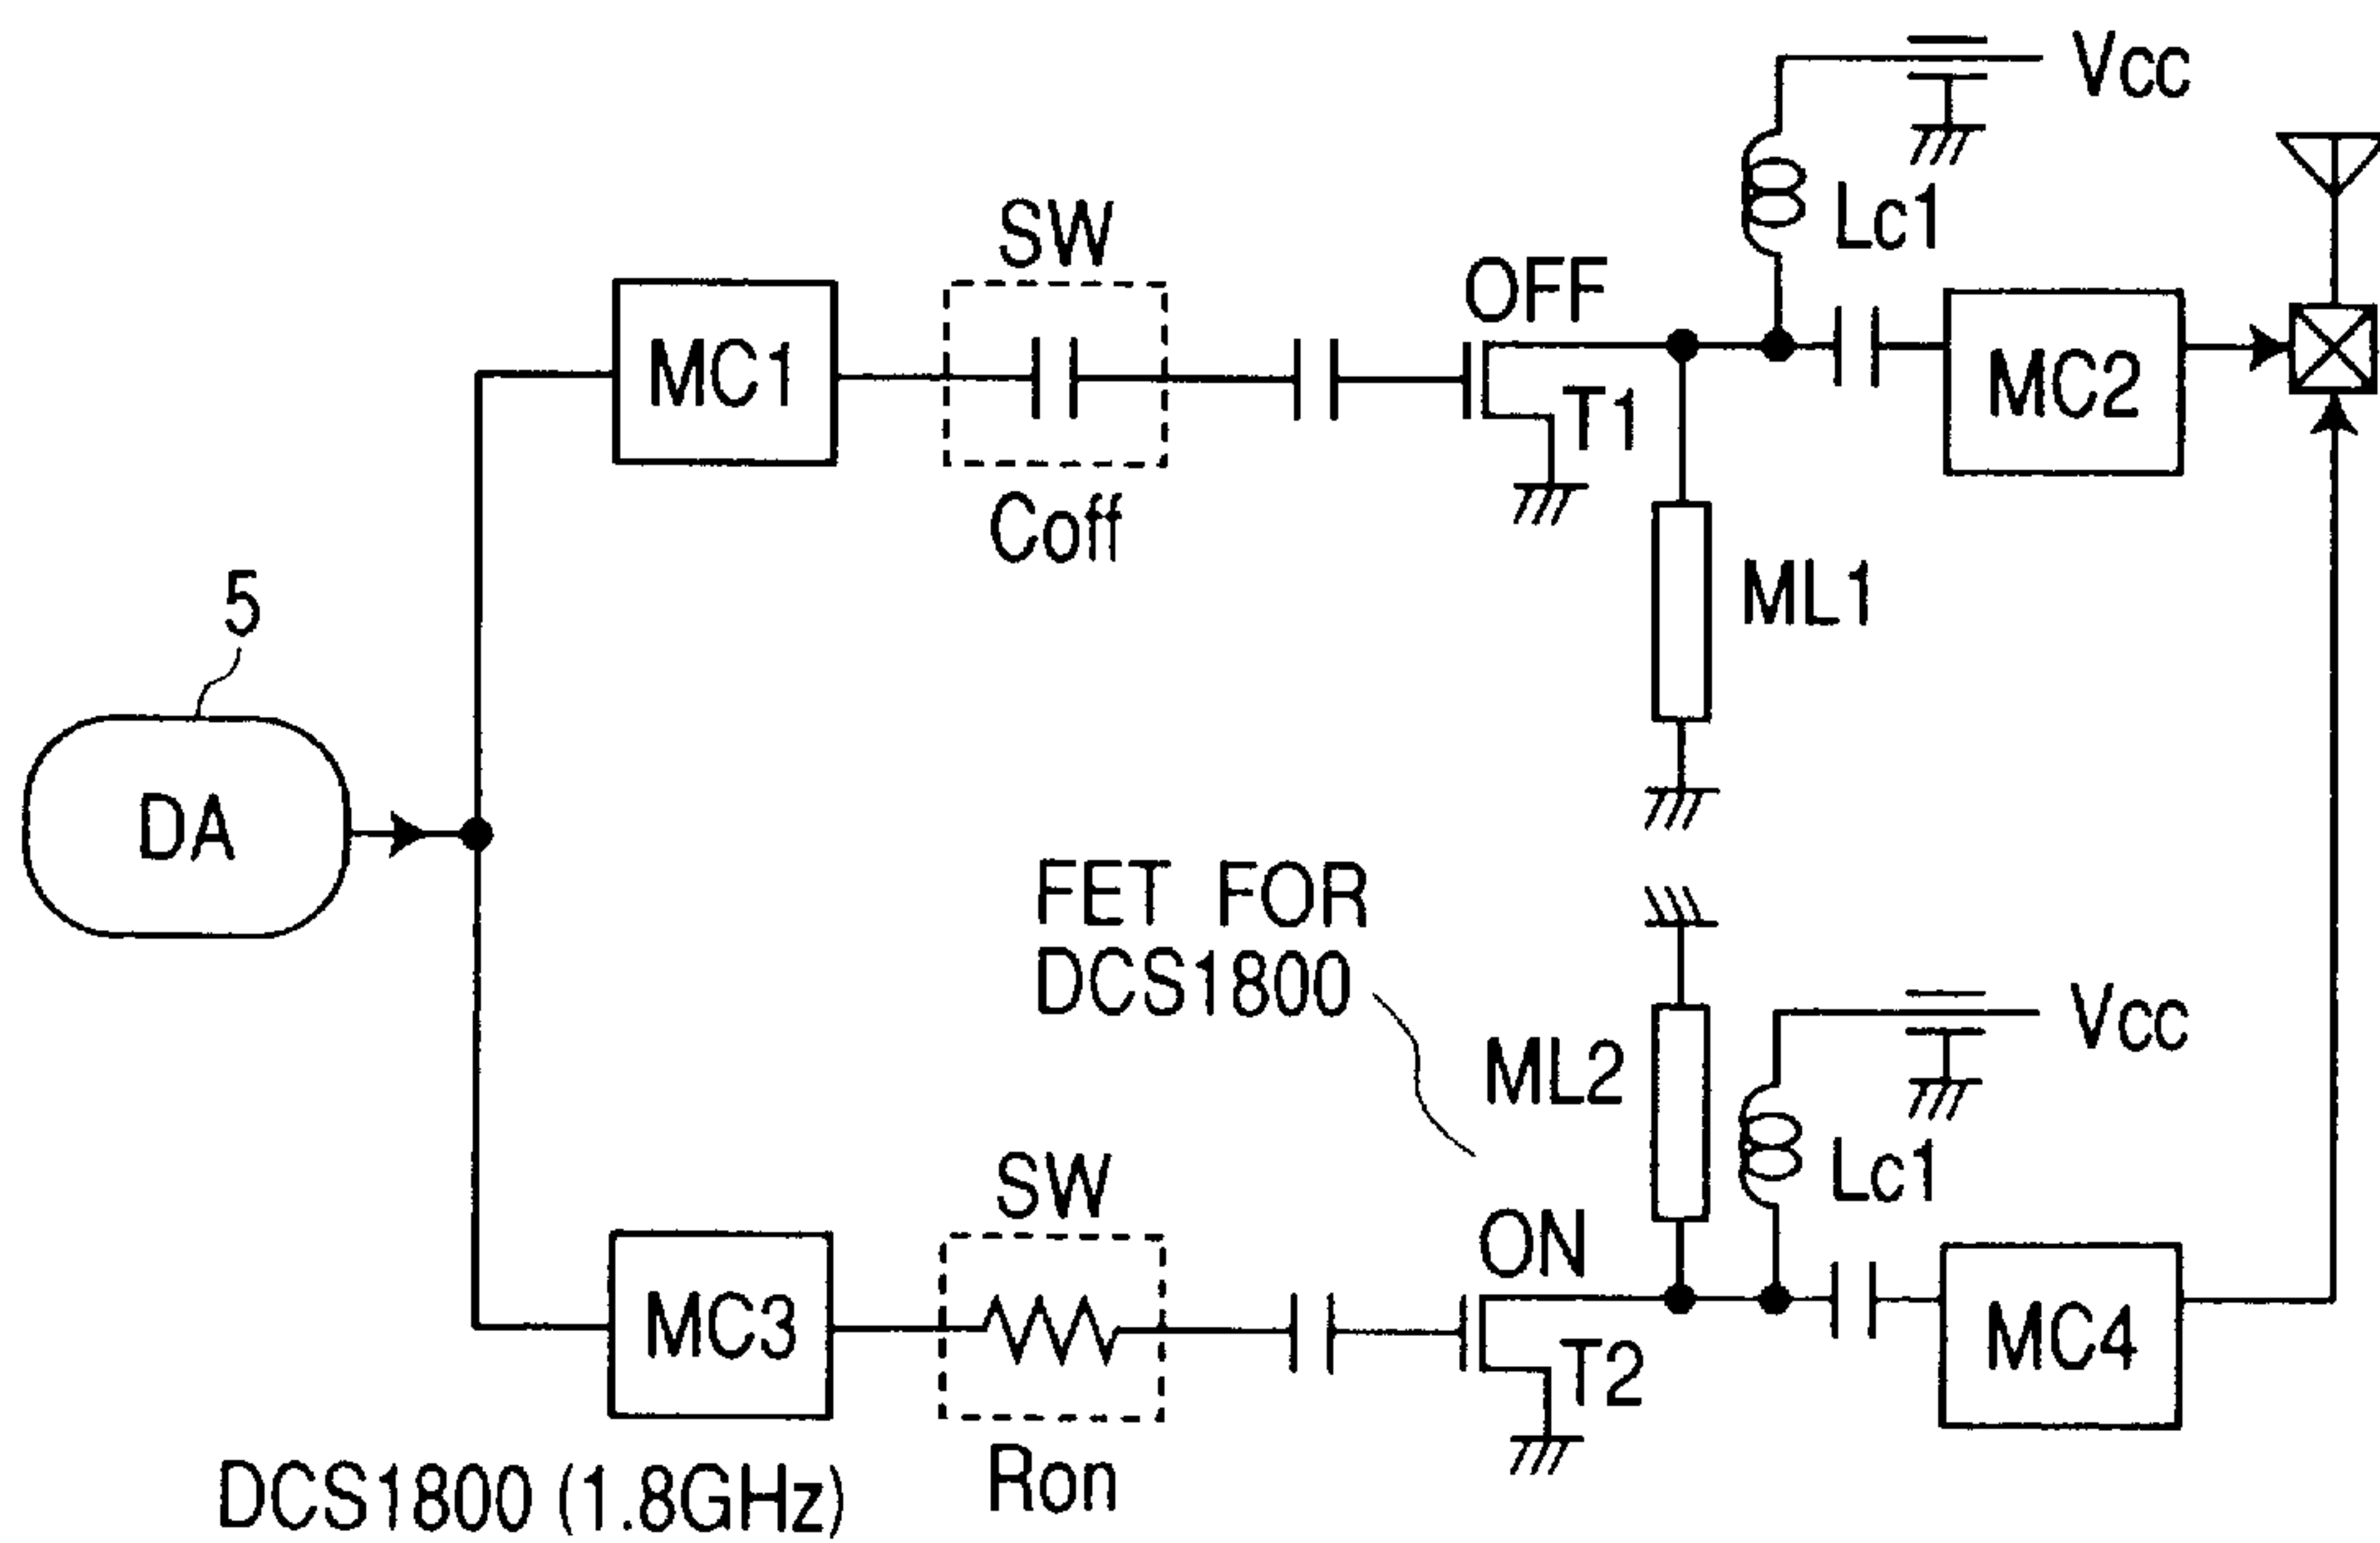 Vcc
SW
Lc1
OFF
MC1
MC2
T1
Coff
ML1
5
DA
FET FOR
DCS1800
Vcc
ML2
SW
Lc1
ON
MC3
MC4
T2
Ron
DCS1800 (1.8GHz)